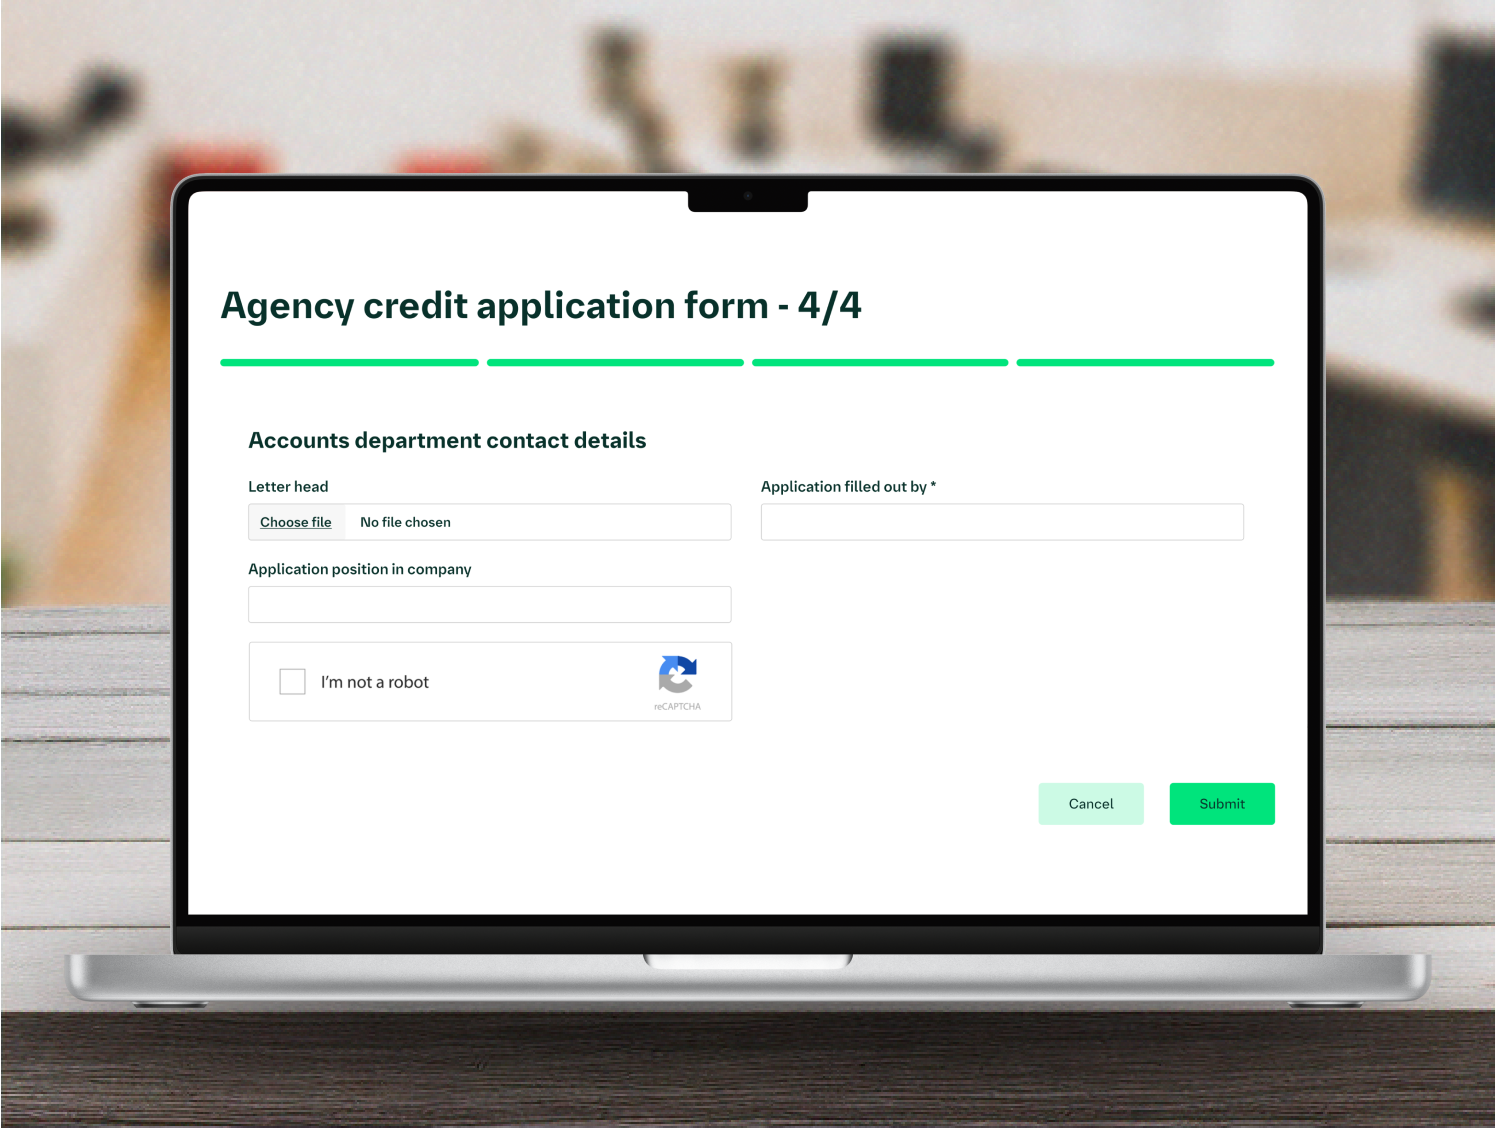 Agency credit application form - 4/4
Accounts department contact details
Letter head
Application filled out by *
Choose file
No file chosen
Application position in company
I'm not a robot
reCAPTCHA
Cancel
Submit